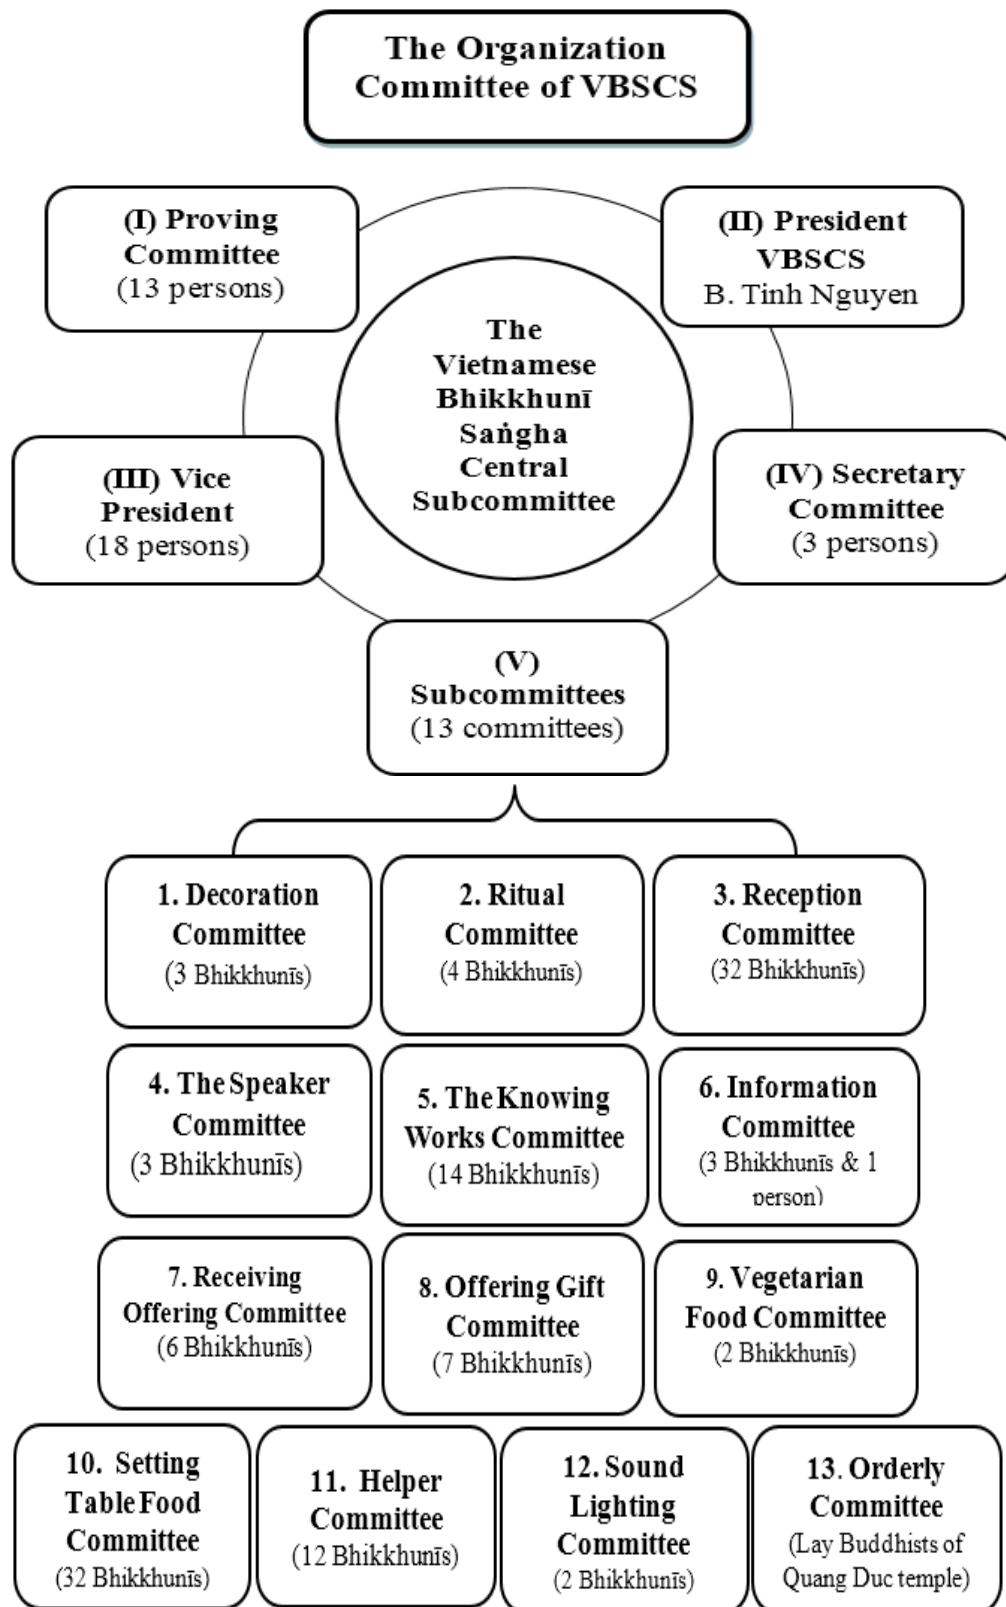 The Organization
Committee of VBSCS
(I) Proving
Committee
(13 persons)
(II) President
VBSCS
B. Tinh Nguyen
The
Vietnamese
Bhikkhunī
Saṅgha
Central
Subcommittee
(III) Vice
President
(18 persons)
(IV) Secretary
Committee
(3 persons)
(V)
Subcommittees
(13 committees)
1. Decoration
Committee
(3 Bhikkhunīs)
2. Ritual
Committee
(4 Bhikkhunīs)
3. Reception
Committee
(32 Bhikkhunīs)
4. The Speaker
Committee
(3 Bhikkhunīs)
5. The Knowing
Works Committee
(14 Bhikkhunīs)
6. Information
Committee
(3 Bhikkhunīs & 1
person)
7. Receiving
Offering Committee
(6 Bhikkhunīs)
8. Offering Gift
Committee
(7 Bhikkhunīs)
9. Vegetarian
Food Committee
(2 Bhikkhunīs)
10. Setting
Table Food
Committee
(32 Bhikkhunīs)
11. Helper
Committee
(12 Bhikkhunīs)
12. Sound
Lighting
Committee
(2 Bhikkhunīs)
13. Orderly
Committee
(Lay Buddhists of
Quang Duc temple)